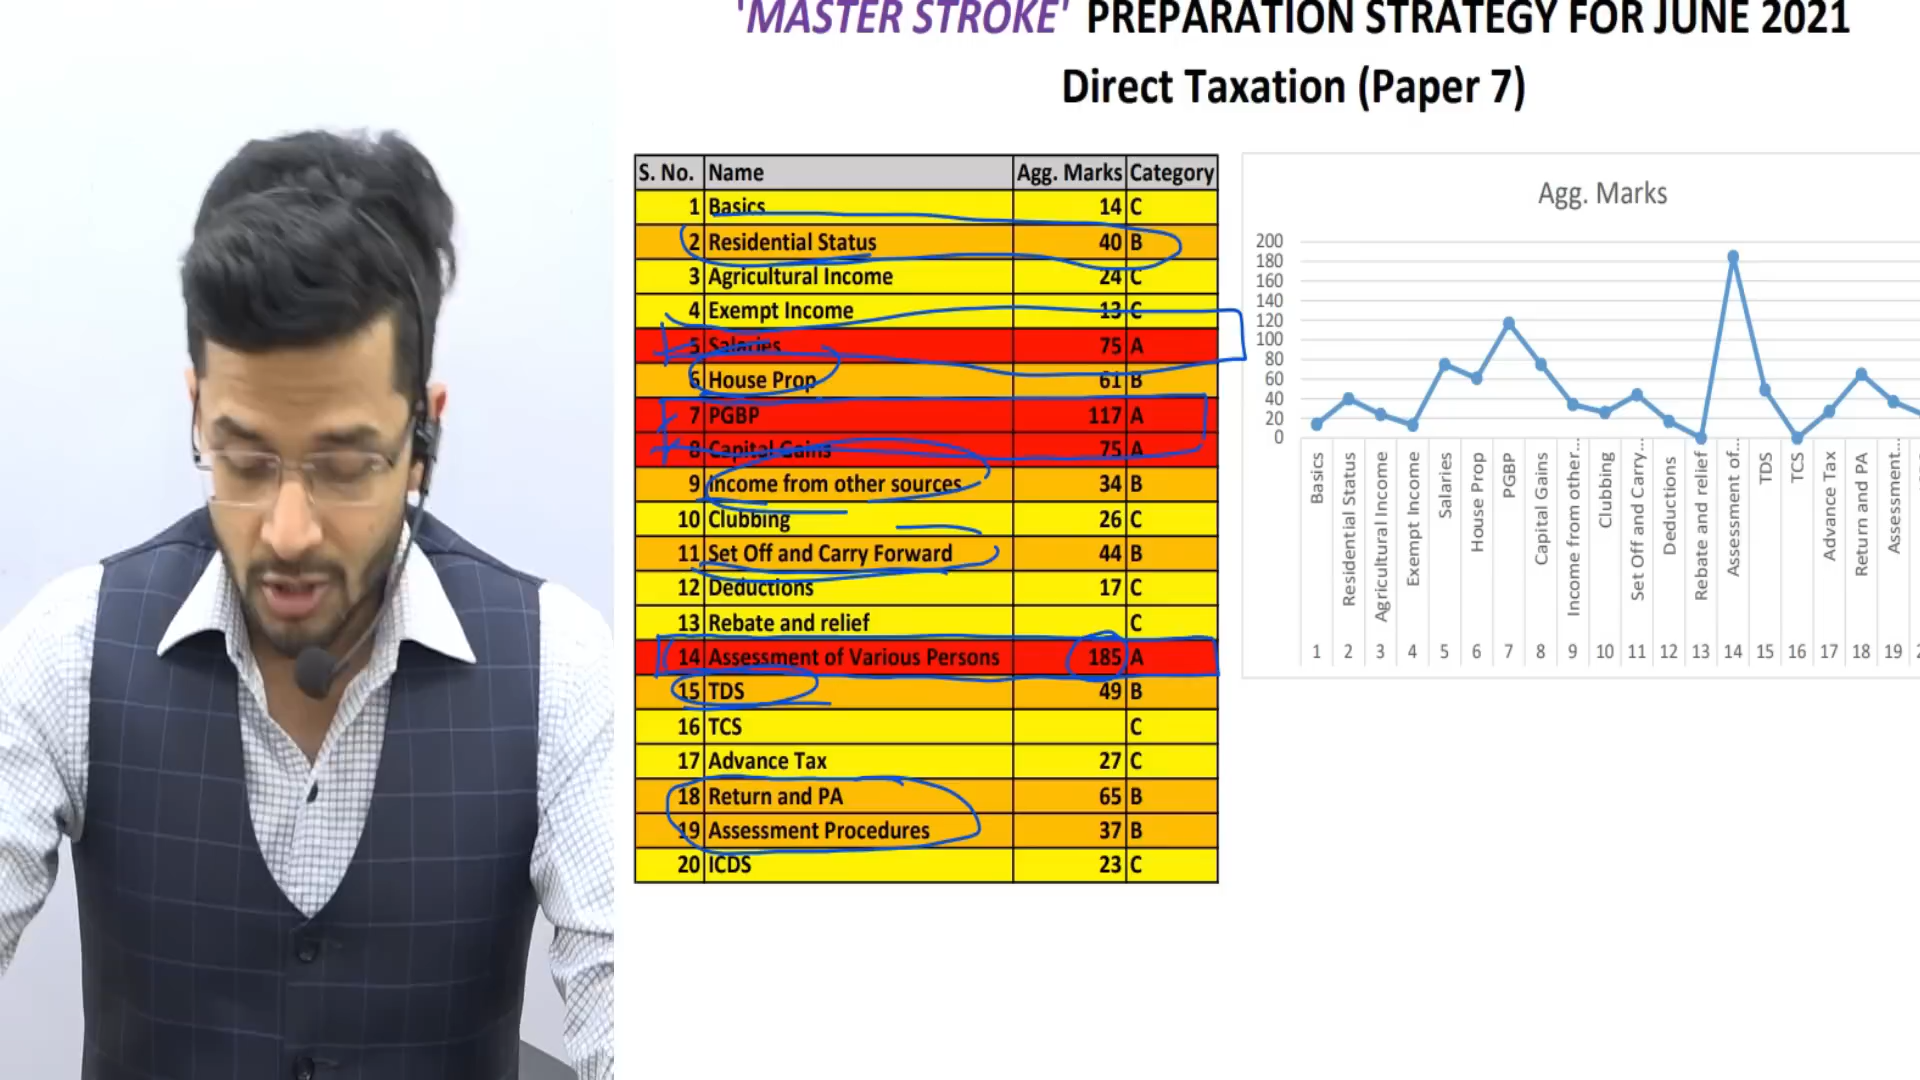 'MASTER STROKE' PREPARATION STRATEGY FOR JUNE 2021
Direct Taxation (Paper 7)
S. No. Name Agg. Marks Category
1 Basics 14 C
2 Residential Status 40 B
3 Agricultural Income 24 C
4 Exempt Income 13 C
5 Salaries 75 A
6 House Prop 61 B
7 PGBP 117 A
8 Capital Gains 75 A
9 Income from other sources 34 B
10 Clubbing 26 C
11 Set Off and Carry Forward 44 B
12 Deductions 17 C
13 Rebate and relief C
14 Assessment of Various Persons 185 A
15 TDS 49 B
16 TCS C
17 Advance Tax 27 C
18 Return and PA 65 B
19 Assessment Procedures 37 B
20 ICDS 23 C
Agg. Marks
200
180
160
140
120
100
80
60
40
20
0
Basics
Residential Status
Agricultural Income
Exempt Income
Salaries
House Prop
PGBP
Capital Gains
Income from other...
Clubbing
Set Off and Carry...
Deductions
Rebate and relief
Assessment of...
TDS
TCS
Advance Tax
Return and PA
Assessment...
1 2 3 4 5 6 7 8 9 10 11 12 13 14 15 16 17 18 19